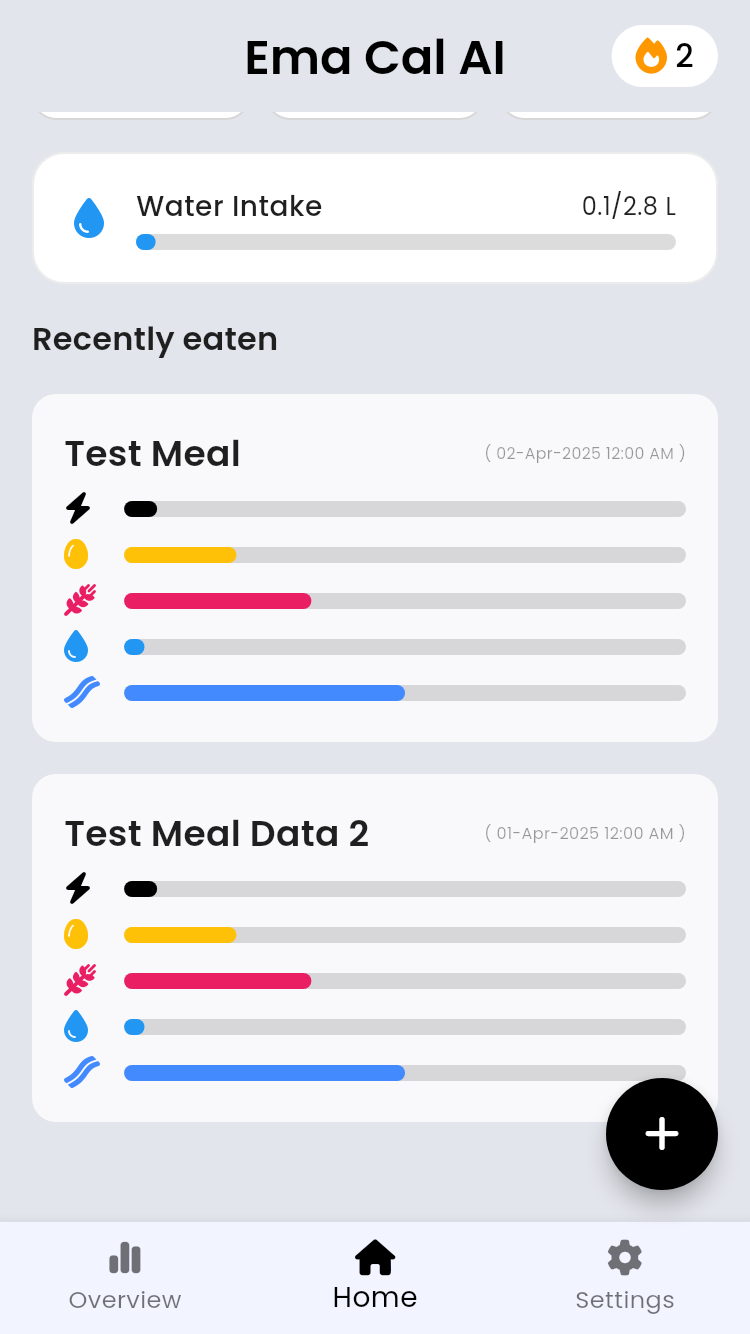 Ema Cal AI
2
Water Intake
0.1/2.8 L
Recently eaten
Test Meal
( 02-Apr-2025 12:00 AM )
Test Meal Data 2
( 01-Apr-2025 12:00 AM )
Overview
Home
Settings